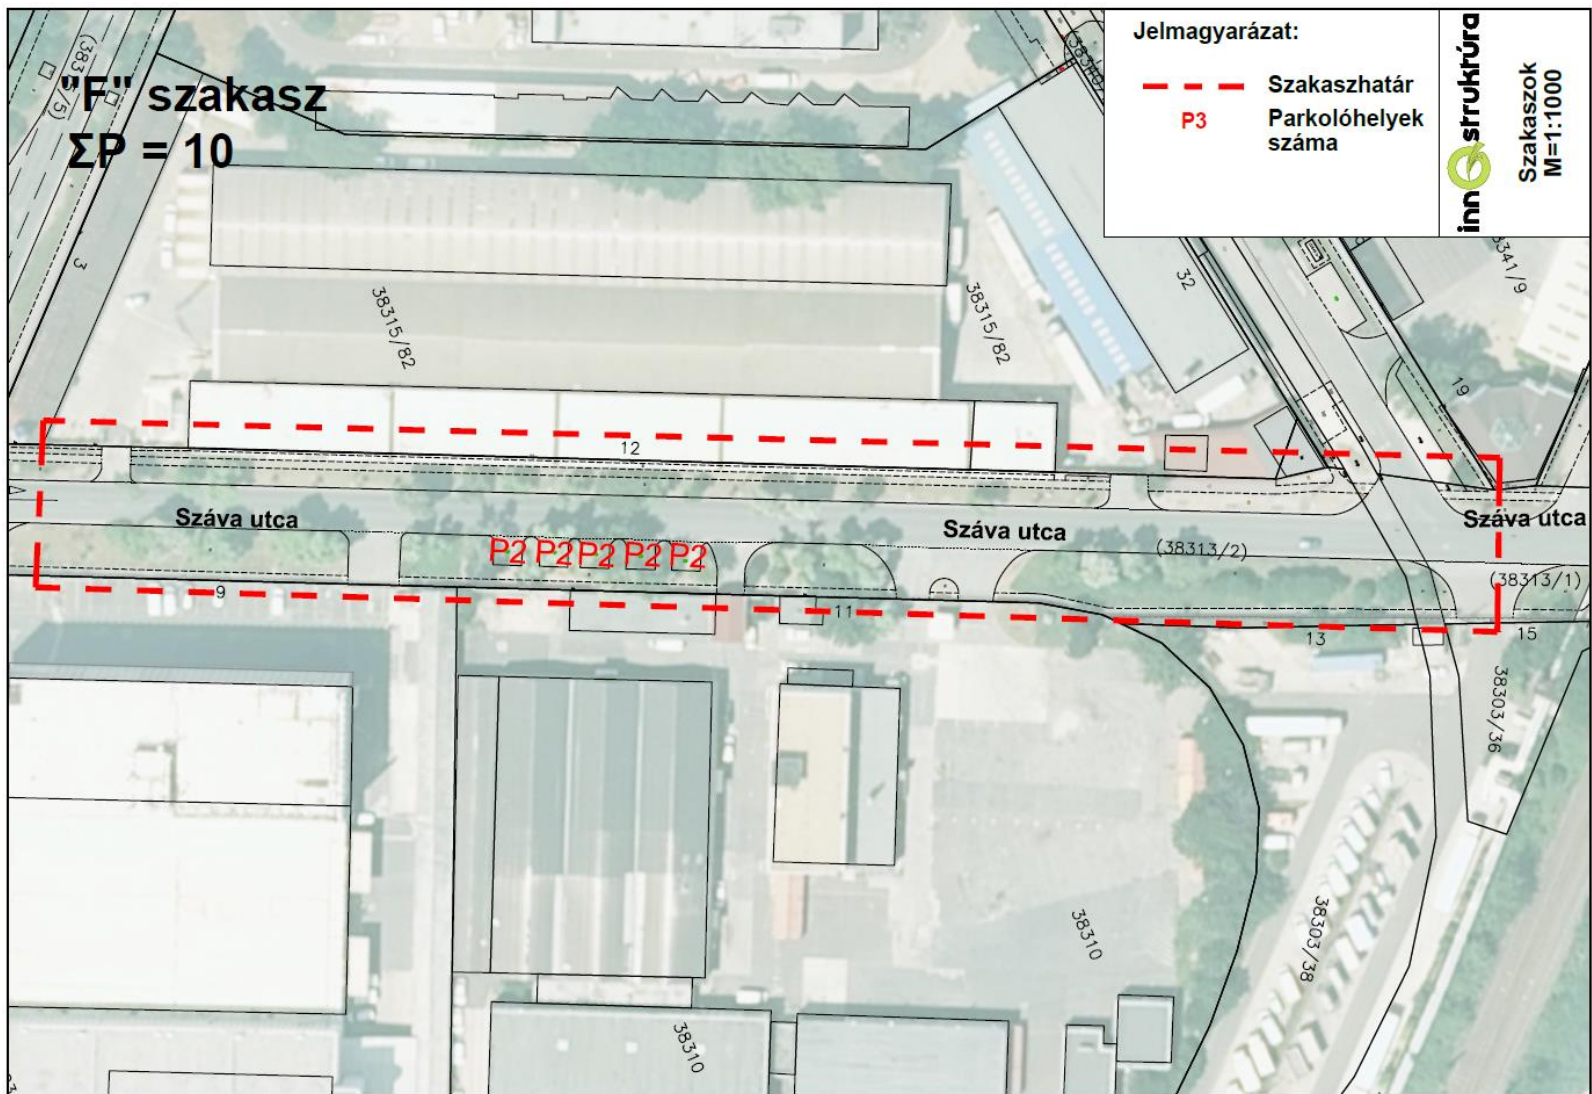 "F" szakasz
ΣP = 10
Jelmagyarázat:
Szakaszhatár
P3
Parkolóhelyek
száma
innostrukrúra
Szakaszok
M=1:1000
3
38315/82
38315/82
32
19
12
Száva utca
Száva utca
Száva utca
P2 P2 P2 P2 P2
(38313/2)
(38313/1)
9
11
13
15
38303/36
38310
38303/38
38310